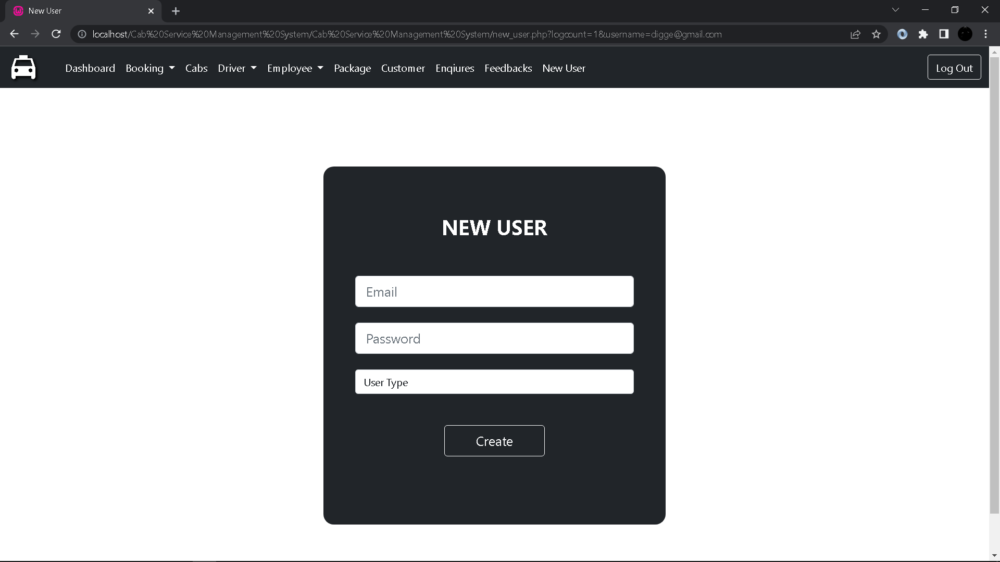 New User
localhost/Cab%20Service%20Management%20System/Cab%20Service%20Management%20System/new_user.php?logcount=1&username=digge@gmail.com
Dashboard Booking Cabs Driver Employee Package Customer Enqiures Feedbacks New User Log Out
NEW USER
Email
Password
User Type
Create